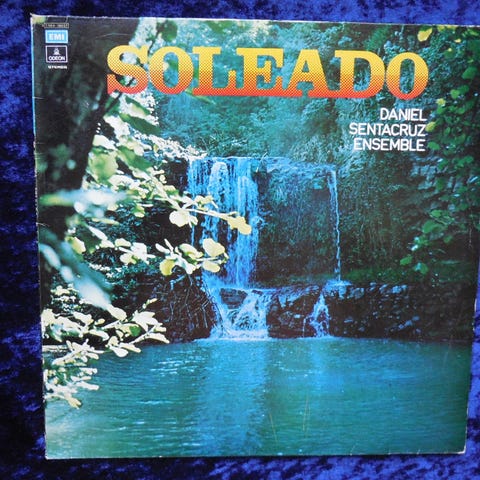 EMI
ODEON
STEREO
SOLEADO
DANIEL
SENTACRUZ
ENSEMBLE